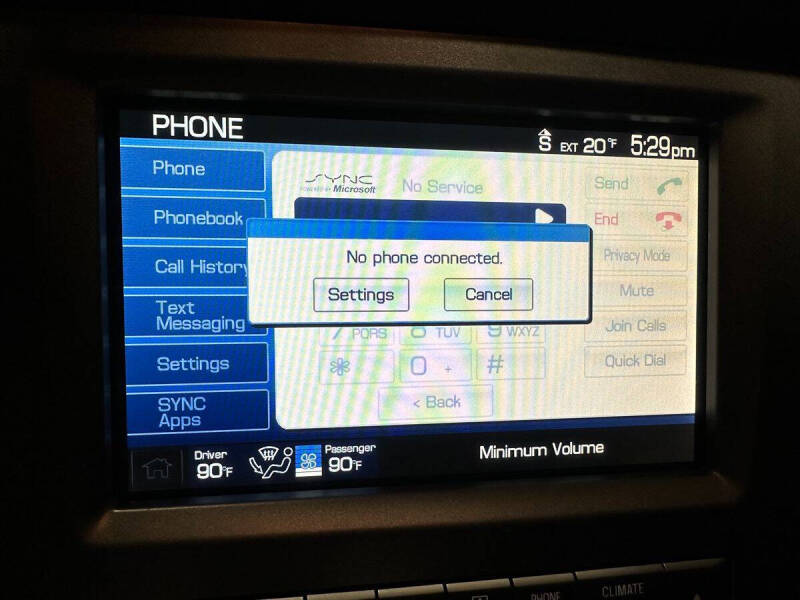 PHONE
S EXT 20°F 5:29pm
Phone
Phonebook
Call History
Text
Messaging
Settings
SYNC
Apps
SYNC
POWERED BY Microsoft
No Service
No phone connected.
Settings
Cancel
7 PQRS
8 TUV
9 WXYZ
✻
0 +
#
< Back
Send
End
Privacy Mode
Mute
Join Calls
Quick Dial
Driver
90°F
Passenger
90°F
Minimum Volume
PHONE
CLIMATE